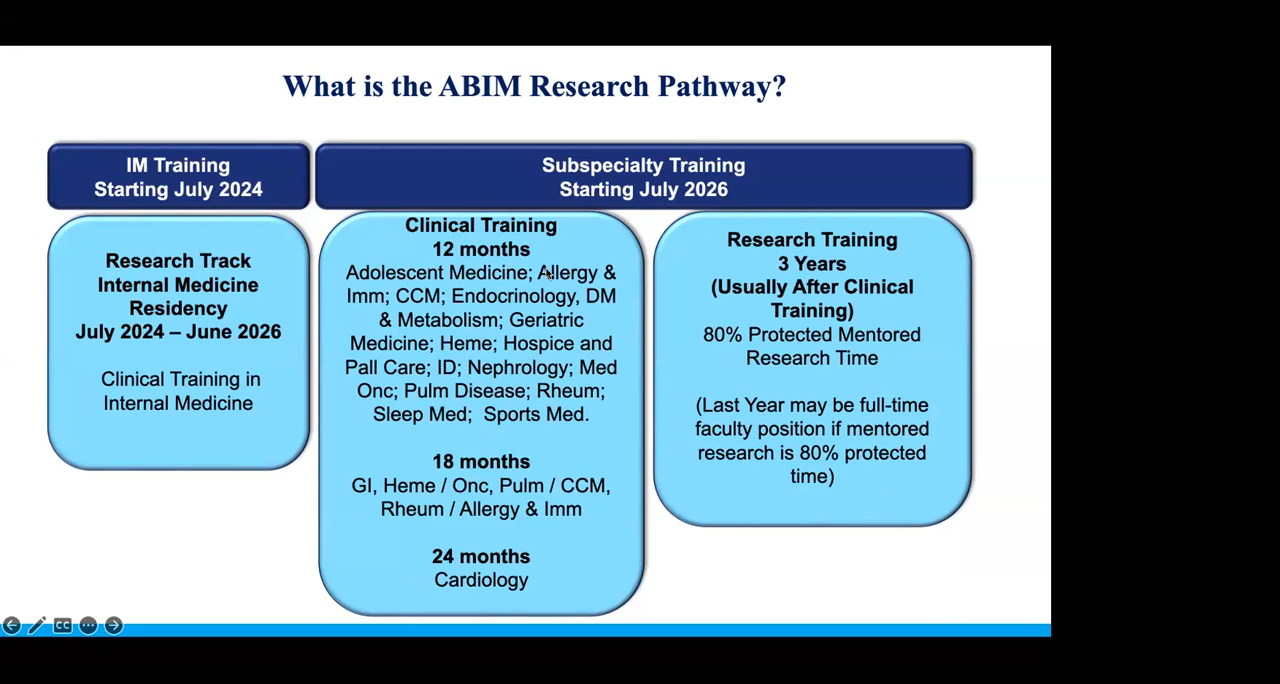 What is the ABIM Research Pathway?
IM Training
Starting July 2024
Subspecialty Training
Starting July 2026
Research Track
Internal Medicine
Residency
July 2024 – June 2026
Clinical Training in
Internal Medicine
Clinical Training
12 months
Adolescent Medicine; Allergy &
Imm; CCM; Endocrinology, DM
& Metabolism; Geriatric
Medicine; Heme; Hospice and
Pall Care; ID; Nephrology; Med
Onc; Pulm Disease; Rheum;
Sleep Med;  Sports Med.
18 months
GI, Heme / Onc, Pulm / CCM,
Rheum / Allergy & Imm
24 months
Cardiology
Research Training
3 Years
(Usually After Clinical
Training)
80% Protected Mentored
Research Time
(Last Year may be full-time
faculty position if mentored
research is 80% protected
time)
CC